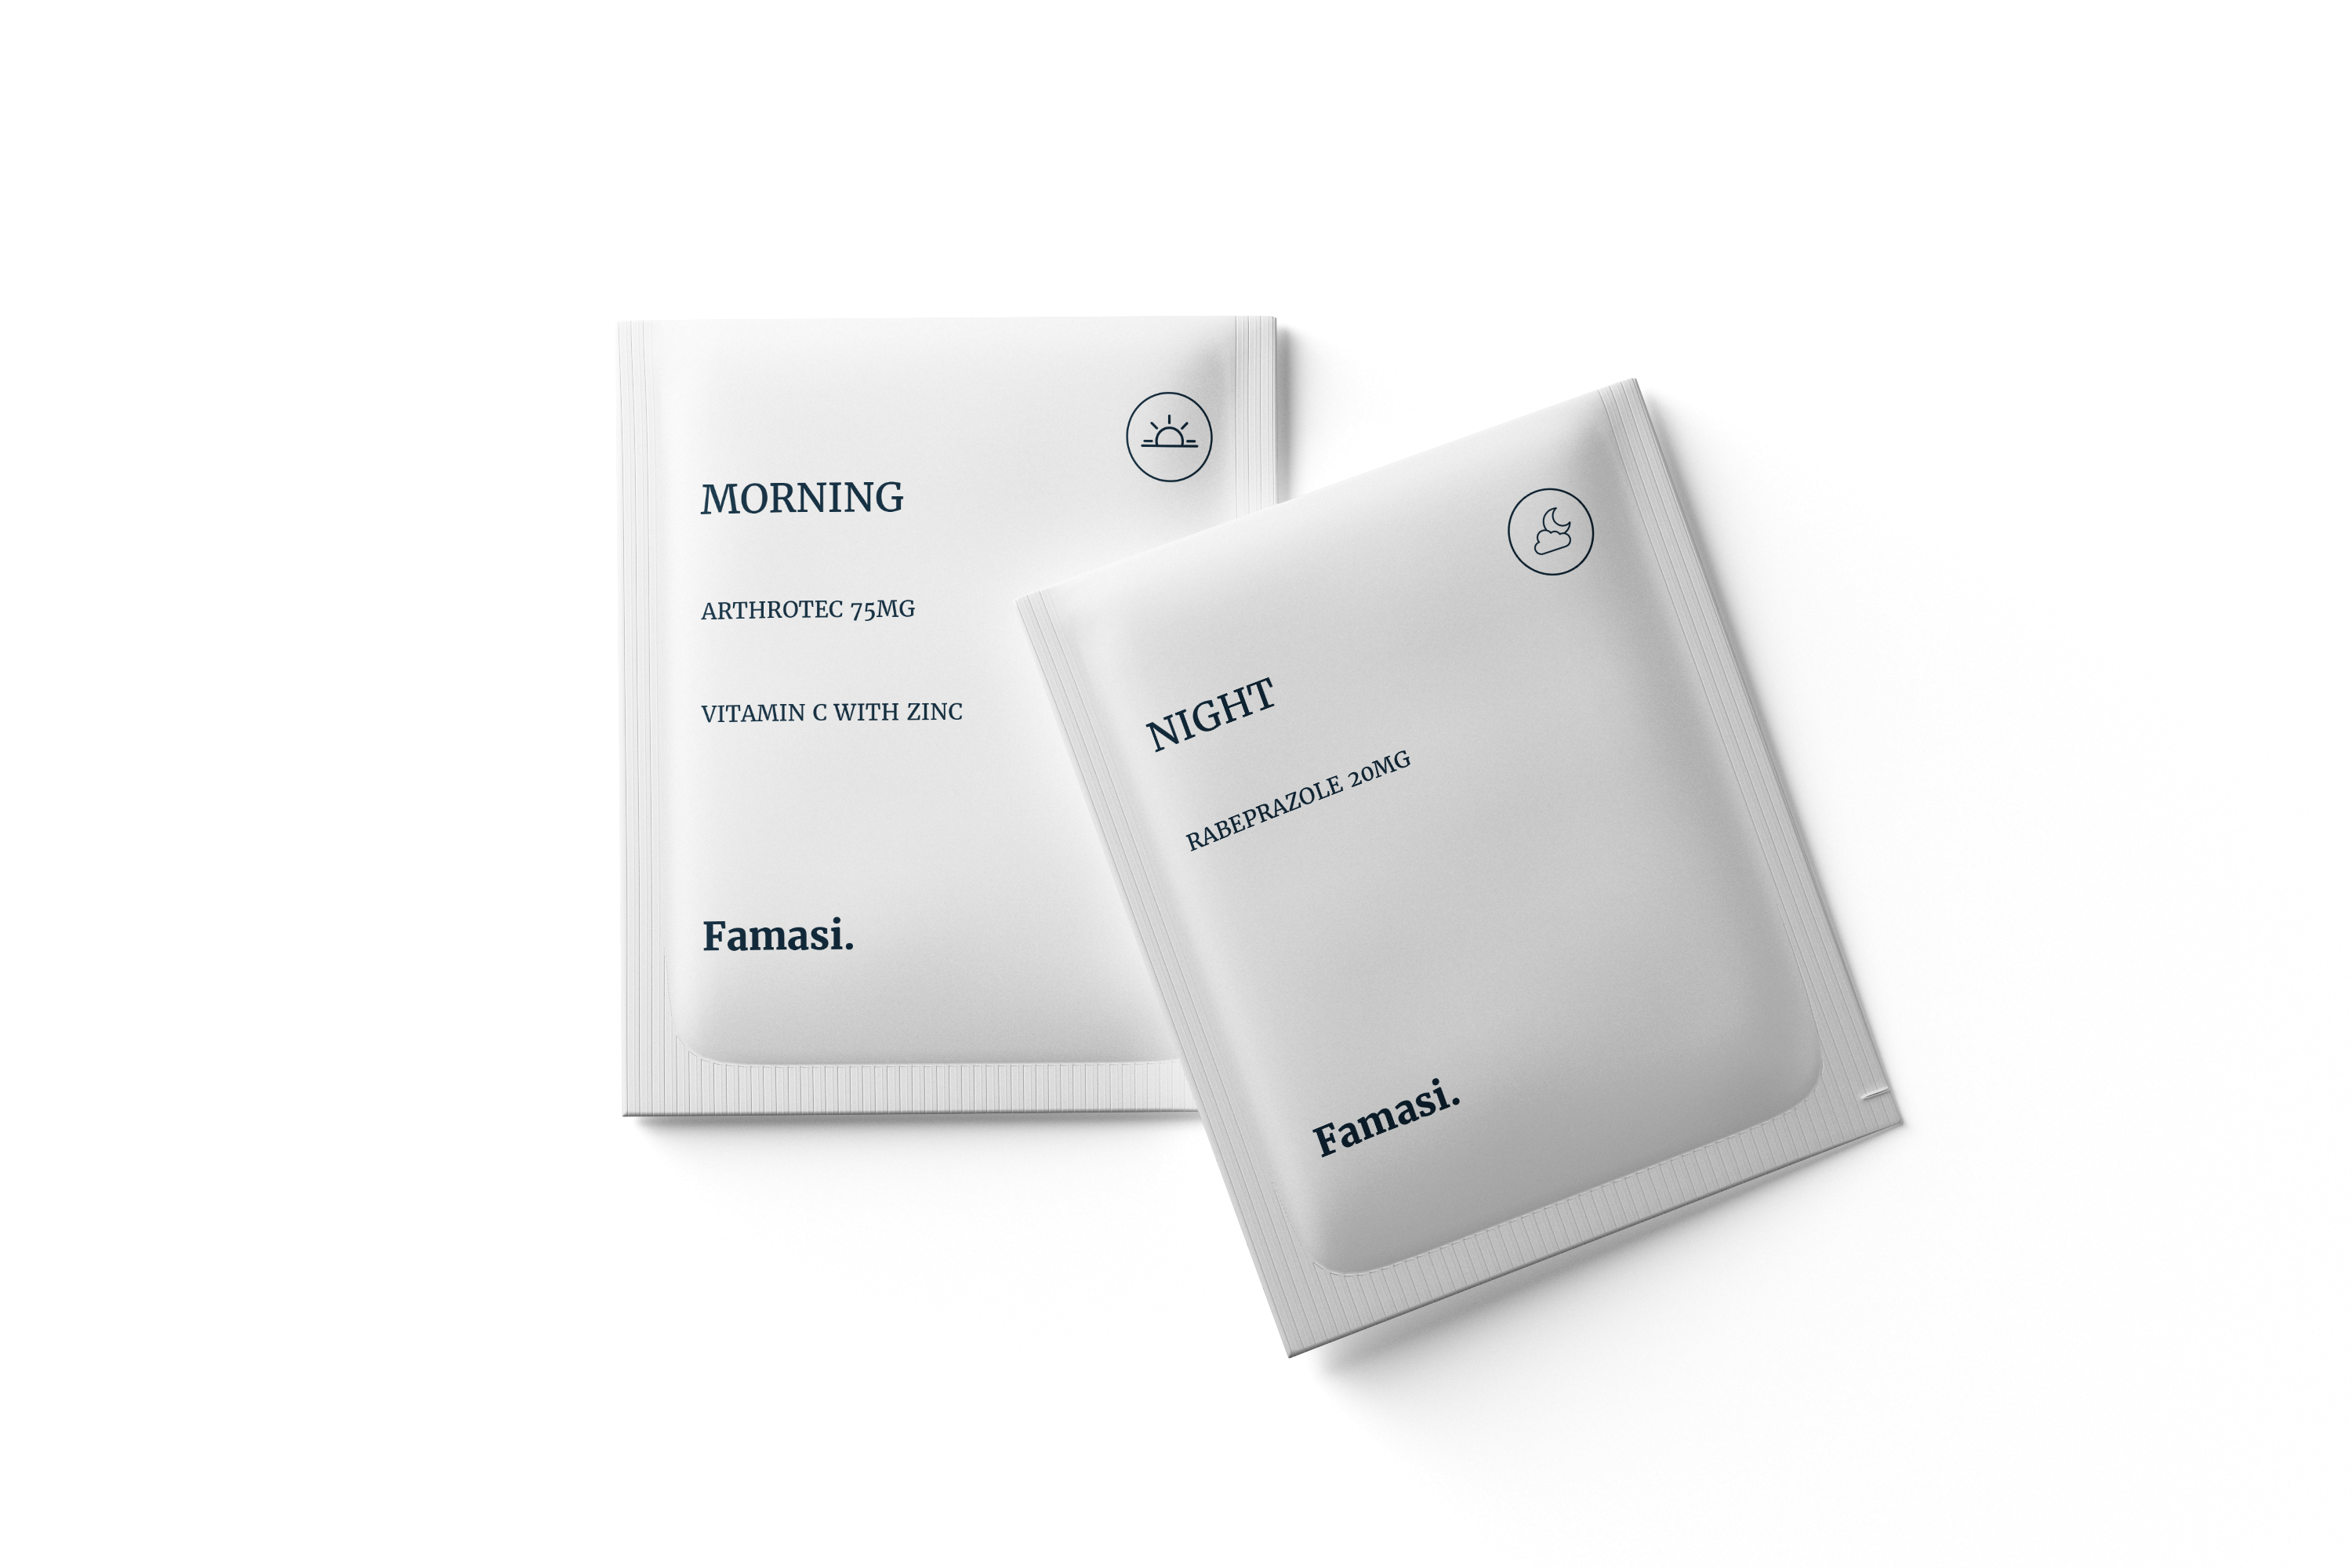 MORNING
ARTHROTEC 75MG
VITAMIN C WITH ZINC
Famasi.
NIGHT
RABEPRAZOLE 20MG
Famasi.